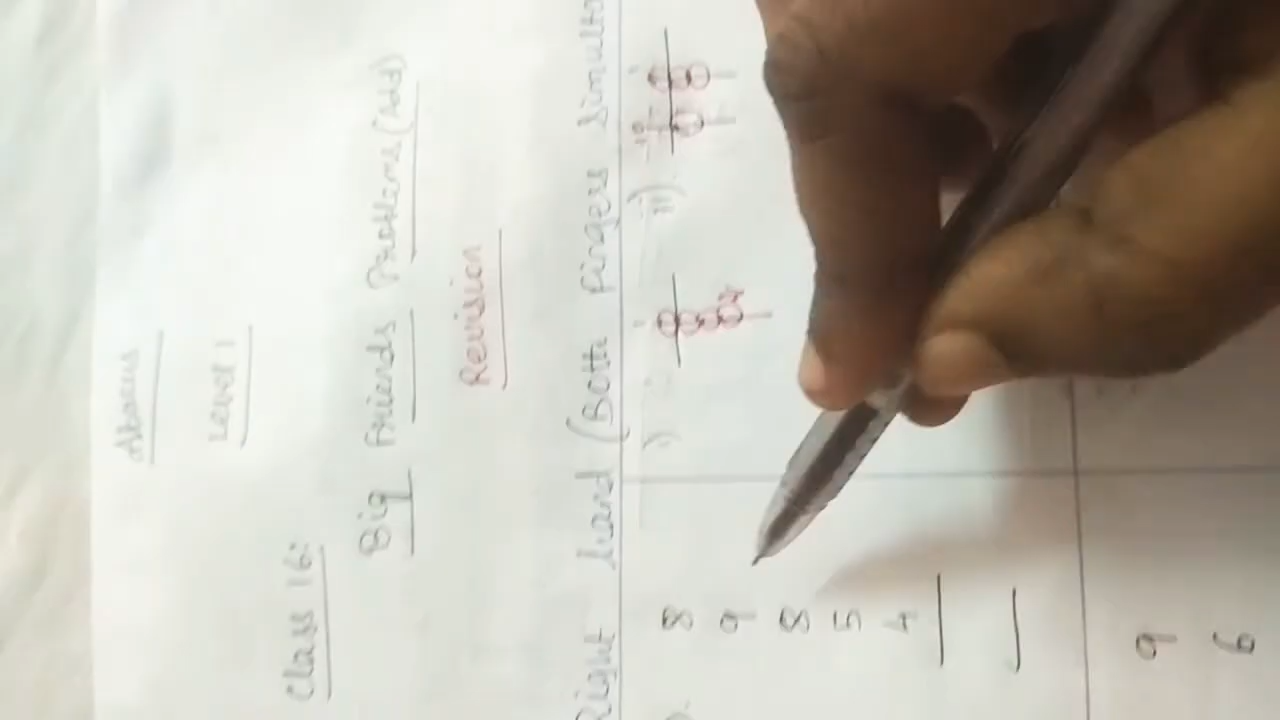 Abacus
Level 1
Class 16:
Big Friends Problems (Add)
Revision
Right hand (Both fingers
i). ii).
8
9
8
5
4
9
6